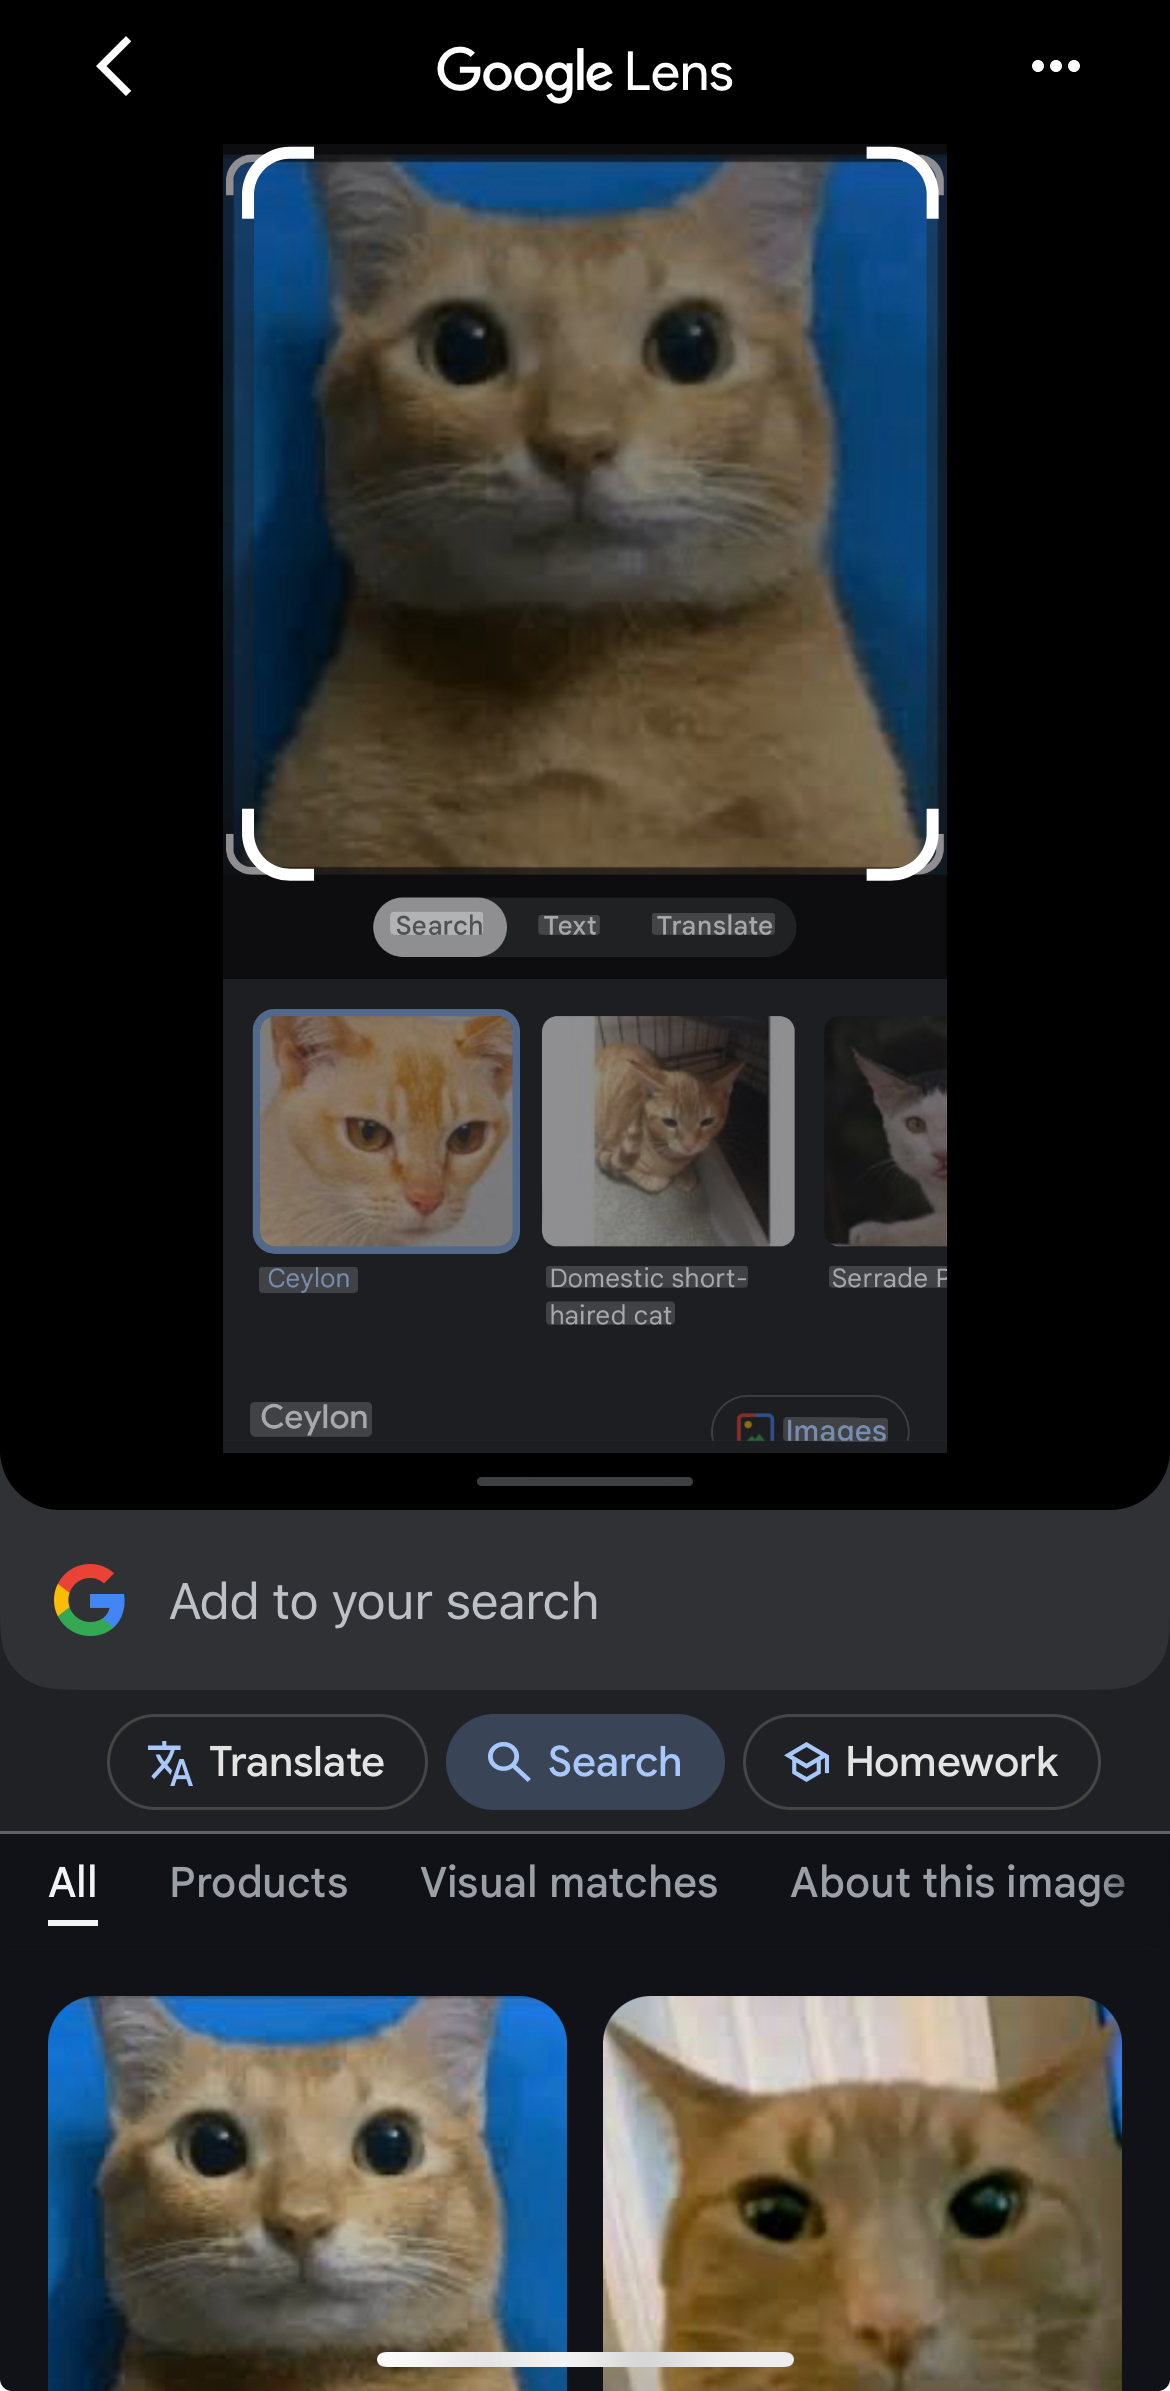 Google Lens
Search Text Translate
Ceylon
Domestic short-
haired cat
Serrade P
Ceylon
Images
Add to your search
Translate Search Homework
All Products Visual matches About this image